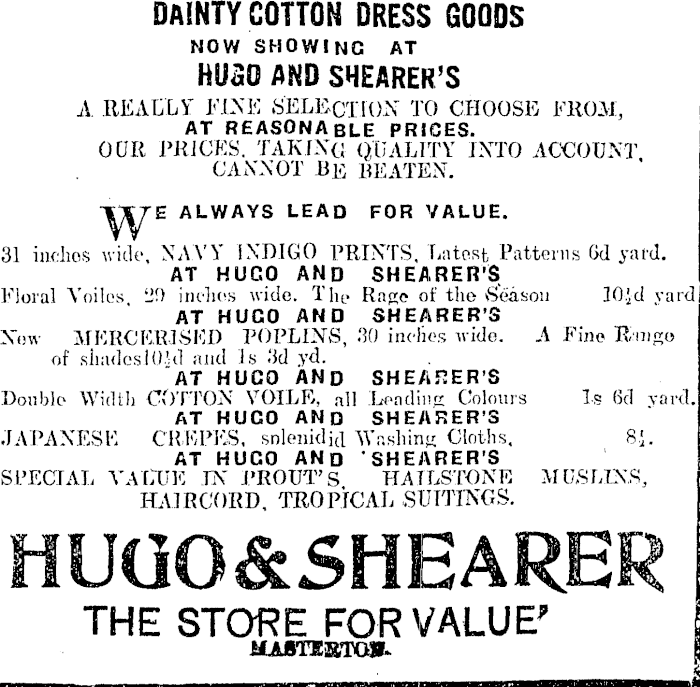 DAINTY COTTON DRESS GOODS
NOW SHOWING AT
HUGO AND SHEARER'S
A REALLY FINE SELECTION TO CHOOSE FROM,
AT REASONABLE PRICES.
OUR PRICES, TAKING QUALITY INTO ACCOUNT,
CANNOT BE BEATEN.
WE ALWAYS LEAD FOR VALUE.
31 inches wide, NAVY INDIGO PRINTS, Latest Patterns 6d yard.
AT HUGO AND SHEARER'S
Floral Voiles, 29 inches wide. The Rage of the Season 10½d yard
AT HUGO AND SHEARER'S
New MERCERISED POPLINS, 30 inches wide. A Fine Range
of shades10½d and 1s 3d yd.
AT HUGO AND SHEARER'S
Double Width COTTON VOILE, all Leading Colours 1s 6d yard.
AT HUGO AND SHEARER'S
JAPANESE CREPES, splenidid Washing Cloths, 8½.
AT HUGO AND 'SHEARER'S
SPECIAL VALUE IN PROUT'S, HAILSTONE MUSLINS,
HAIRCORD, TROPICAL SUITINGS.
HUGO & SHEARER
THE STORE FOR VALUE'
MASTERTON.